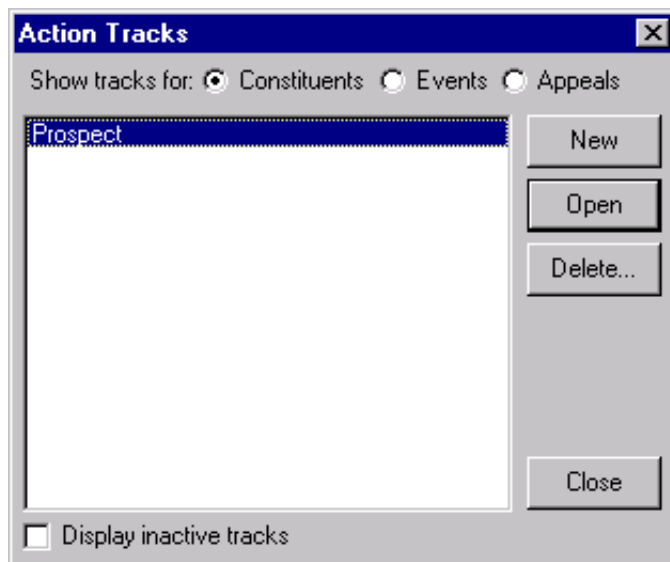 Action Tracks
Show tracks for: Constituents Events Appeals
Prospect
New
Open
Delete...
Close
Display inactive tracks